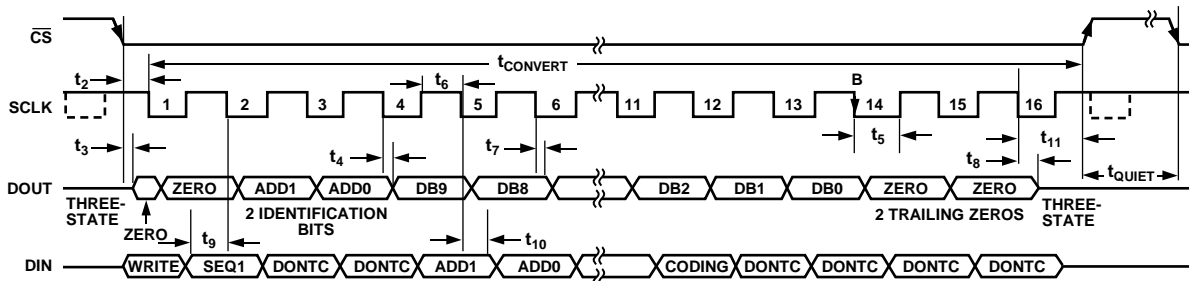 CS
tCONVERT
t2 t6 B
SCLK 1 2 3 4 5 6 11 12 13 14 15 16
t3 t4 t7 t5 t8 t11
DOUT ZERO ADD1 ADD0 DB9 DB8 DB2 DB1 DB0 ZERO ZERO tQUIET
THREE-STATE 2 IDENTIFICATION BITS 2 TRAILING ZEROS THREE-STATE
ZERO
t9 t10
DIN WRITE SEQ1 DONTC DONTC ADD1 ADD0 CODING DONTC DONTC DONTC DONTC